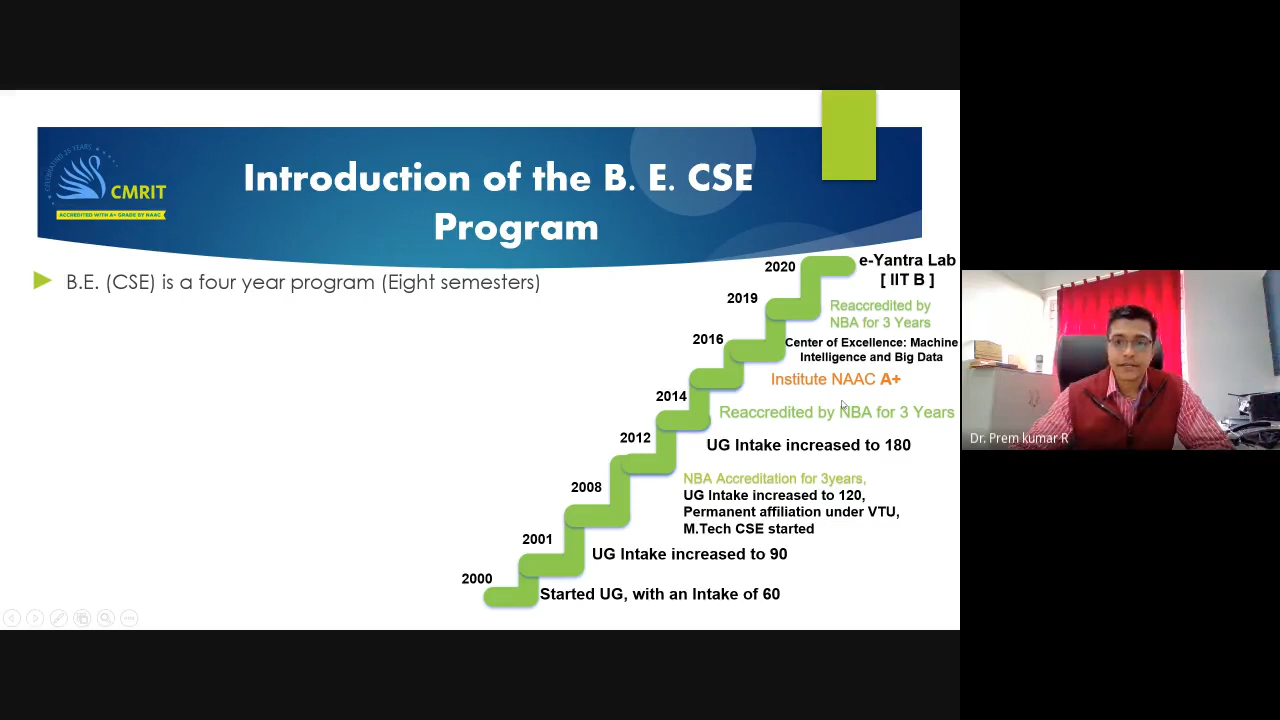 CELEBRATING 25 YEARS
CMRIT
ACCREDITED WITH A+ GRADE BY NAAC
Introduction of the B. E. CSE
Program
B.E. (CSE) is a four year program (Eight semesters)
2020
e-Yantra Lab
[ IIT B ]
2019
Reaccredited by
NBA for 3 Years
2016
Center of Excellence: Machine
Intelligence and Big Data
Institute NAAC A+
2014
Reaccredited by NBA for 3 Years
2012
UG Intake increased to 180
2008
NBA Accreditation for 3years,
UG Intake increased to 120,
Permanent affiliation under VTU,
M.Tech CSE started
2001
UG Intake increased to 90
2000
Started UG, with an Intake of 60
Dr. Prem kumar R